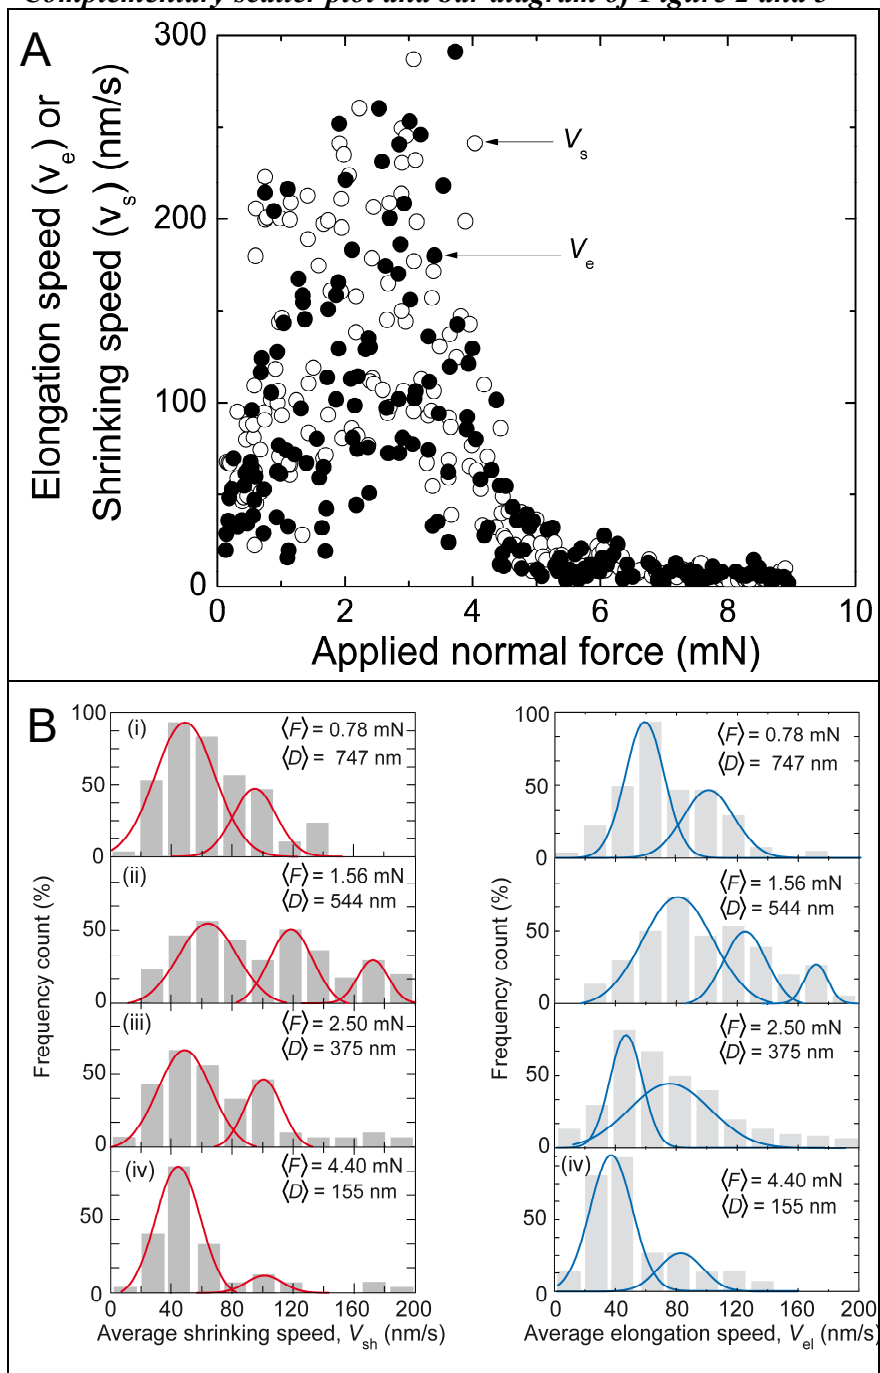 Complementary scatter plot and bar diagram of Figure 2 and 3
A
Elongation speed (v_e) or
Shrinking speed (v_s) (nm/s)
300
200
100
0
V_s
V_e
0 2 4 6 8 10
Applied normal force (mN)
B
Frequency count (%)
(i)
⟨F⟩ = 0.78 mN
⟨D⟩ = 747 nm
100
50
0
(ii)
⟨F⟩ = 1.56 mN
⟨D⟩ = 544 nm
50
0
(iii)
⟨F⟩ = 2.50 mN
⟨D⟩ = 375 nm
50
0
(iv)
⟨F⟩ = 4.40 mN
⟨D⟩ = 155 nm
50
0
0 40 80 120 160 200
Average shrinking speed, V_sh (nm/s)
Frequency count (%)
⟨F⟩ = 0.78 mN
⟨D⟩ = 747 nm
100
50
0
⟨F⟩ = 1.56 mN
⟨D⟩ = 544 nm
50
0
⟨F⟩ = 2.50 mN
⟨D⟩ = 375 nm
50
0
(iv)
⟨F⟩ = 4.40 mN
⟨D⟩ = 155 nm
50
0
0 40 80 120 160 200
Average elongation speed, V_el (nm/s)